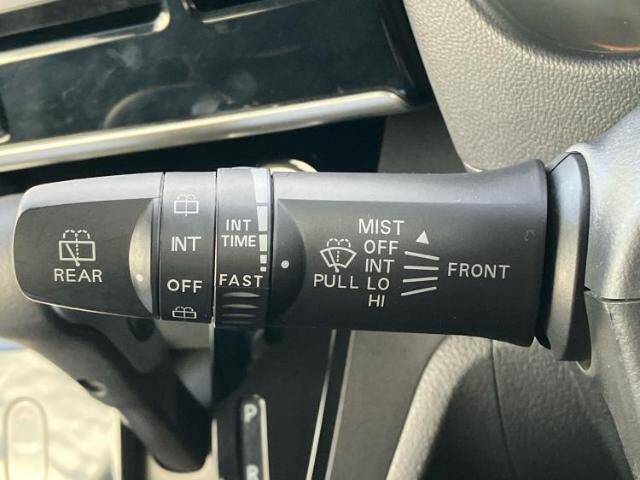 REAR
INT
OFF
INT
TIME
FAST
PULL
MIST
OFF
INT
LO
HI
FRONT
P
R